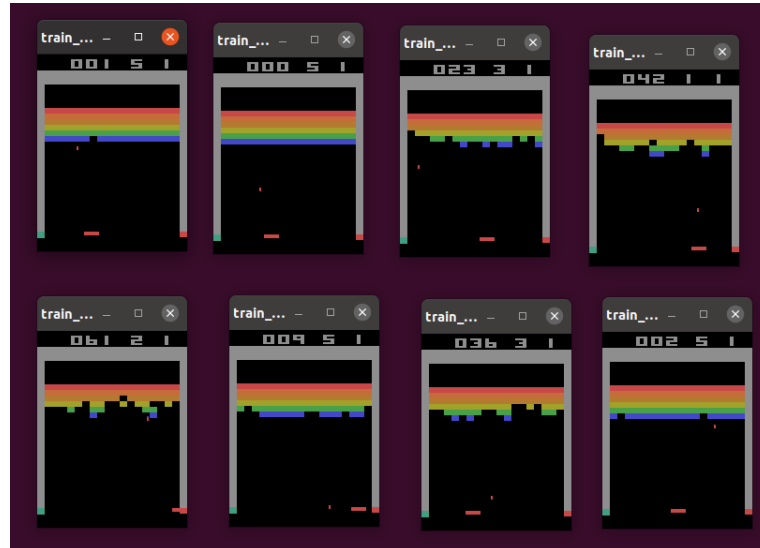 train_...
001 5 1
train_...
000 5 1
train_...
023 3 1
train_...
042 1 1
train_...
061 2 1
train_...
009 5 1
train_...
036 3 1
train_...
002 5 1